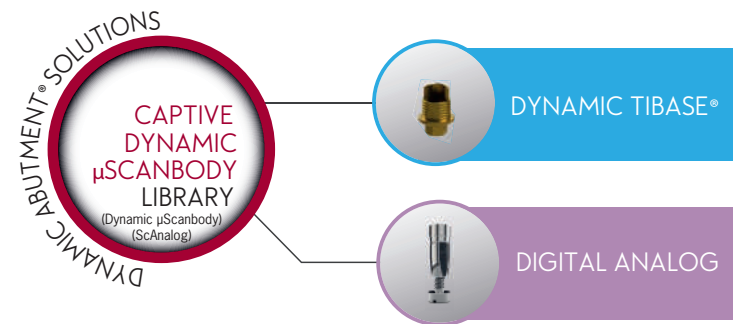 DYNAMIC ABUTMENT® SOLUTIONS
CAPTIVE
DYNAMIC
µSCANBODY
LIBRARY
(Dynamic µScanbody)
(ScAnalog)
DYNAMIC TIBASE®
DIGITAL ANALOG